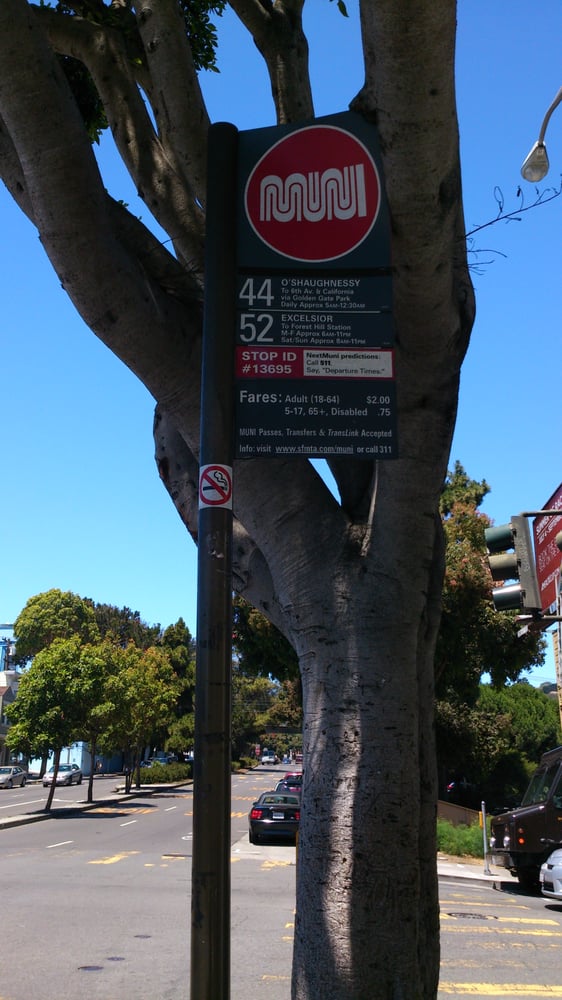 MUNI
44 O'SHAUGHNESSY
To 6th Av. & California
via Golden Gate Park
Daily Approx 5AM-12:30AM
52 EXCELSIOR
To Forest Hill Station
M-F Approx 6AM-11PM
Sat/Sun Approx 8AM-11PM
STOP ID
#13695
NextMuni predictions:
Call 511.
Say, "Departure Times."
Fares: Adult (18-64) $2.00
5-17, 65+, Disabled .75
MUNI Passes, Transfers & TransLink Accepted
Info: visit www.sfmta.com/muni or call 311